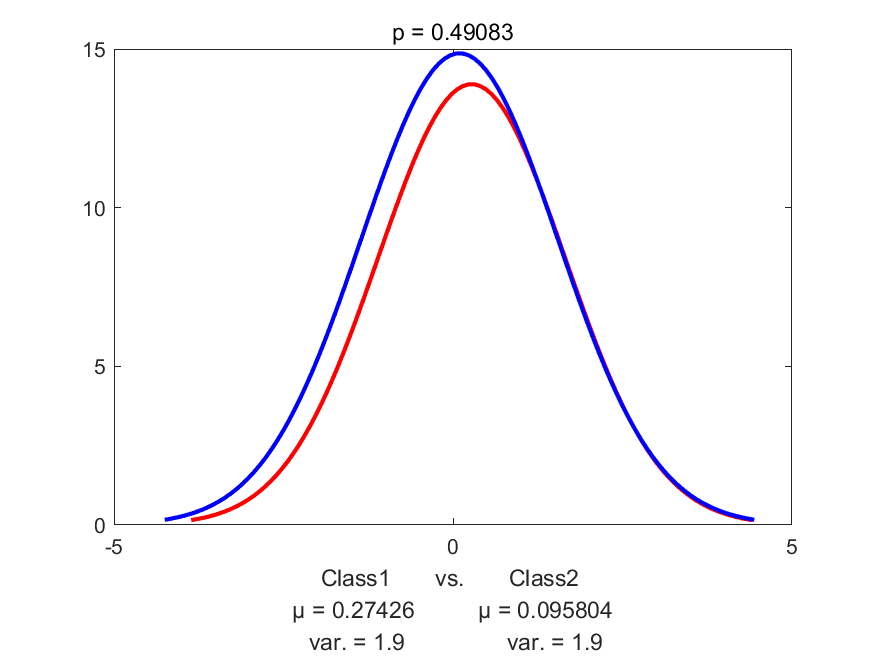 p = 0.49083
15
10
5
0
-5 0 5
Class1 vs. Class2
μ = 0.27426 μ = 0.095804
var. = 1.9 var. = 1.9